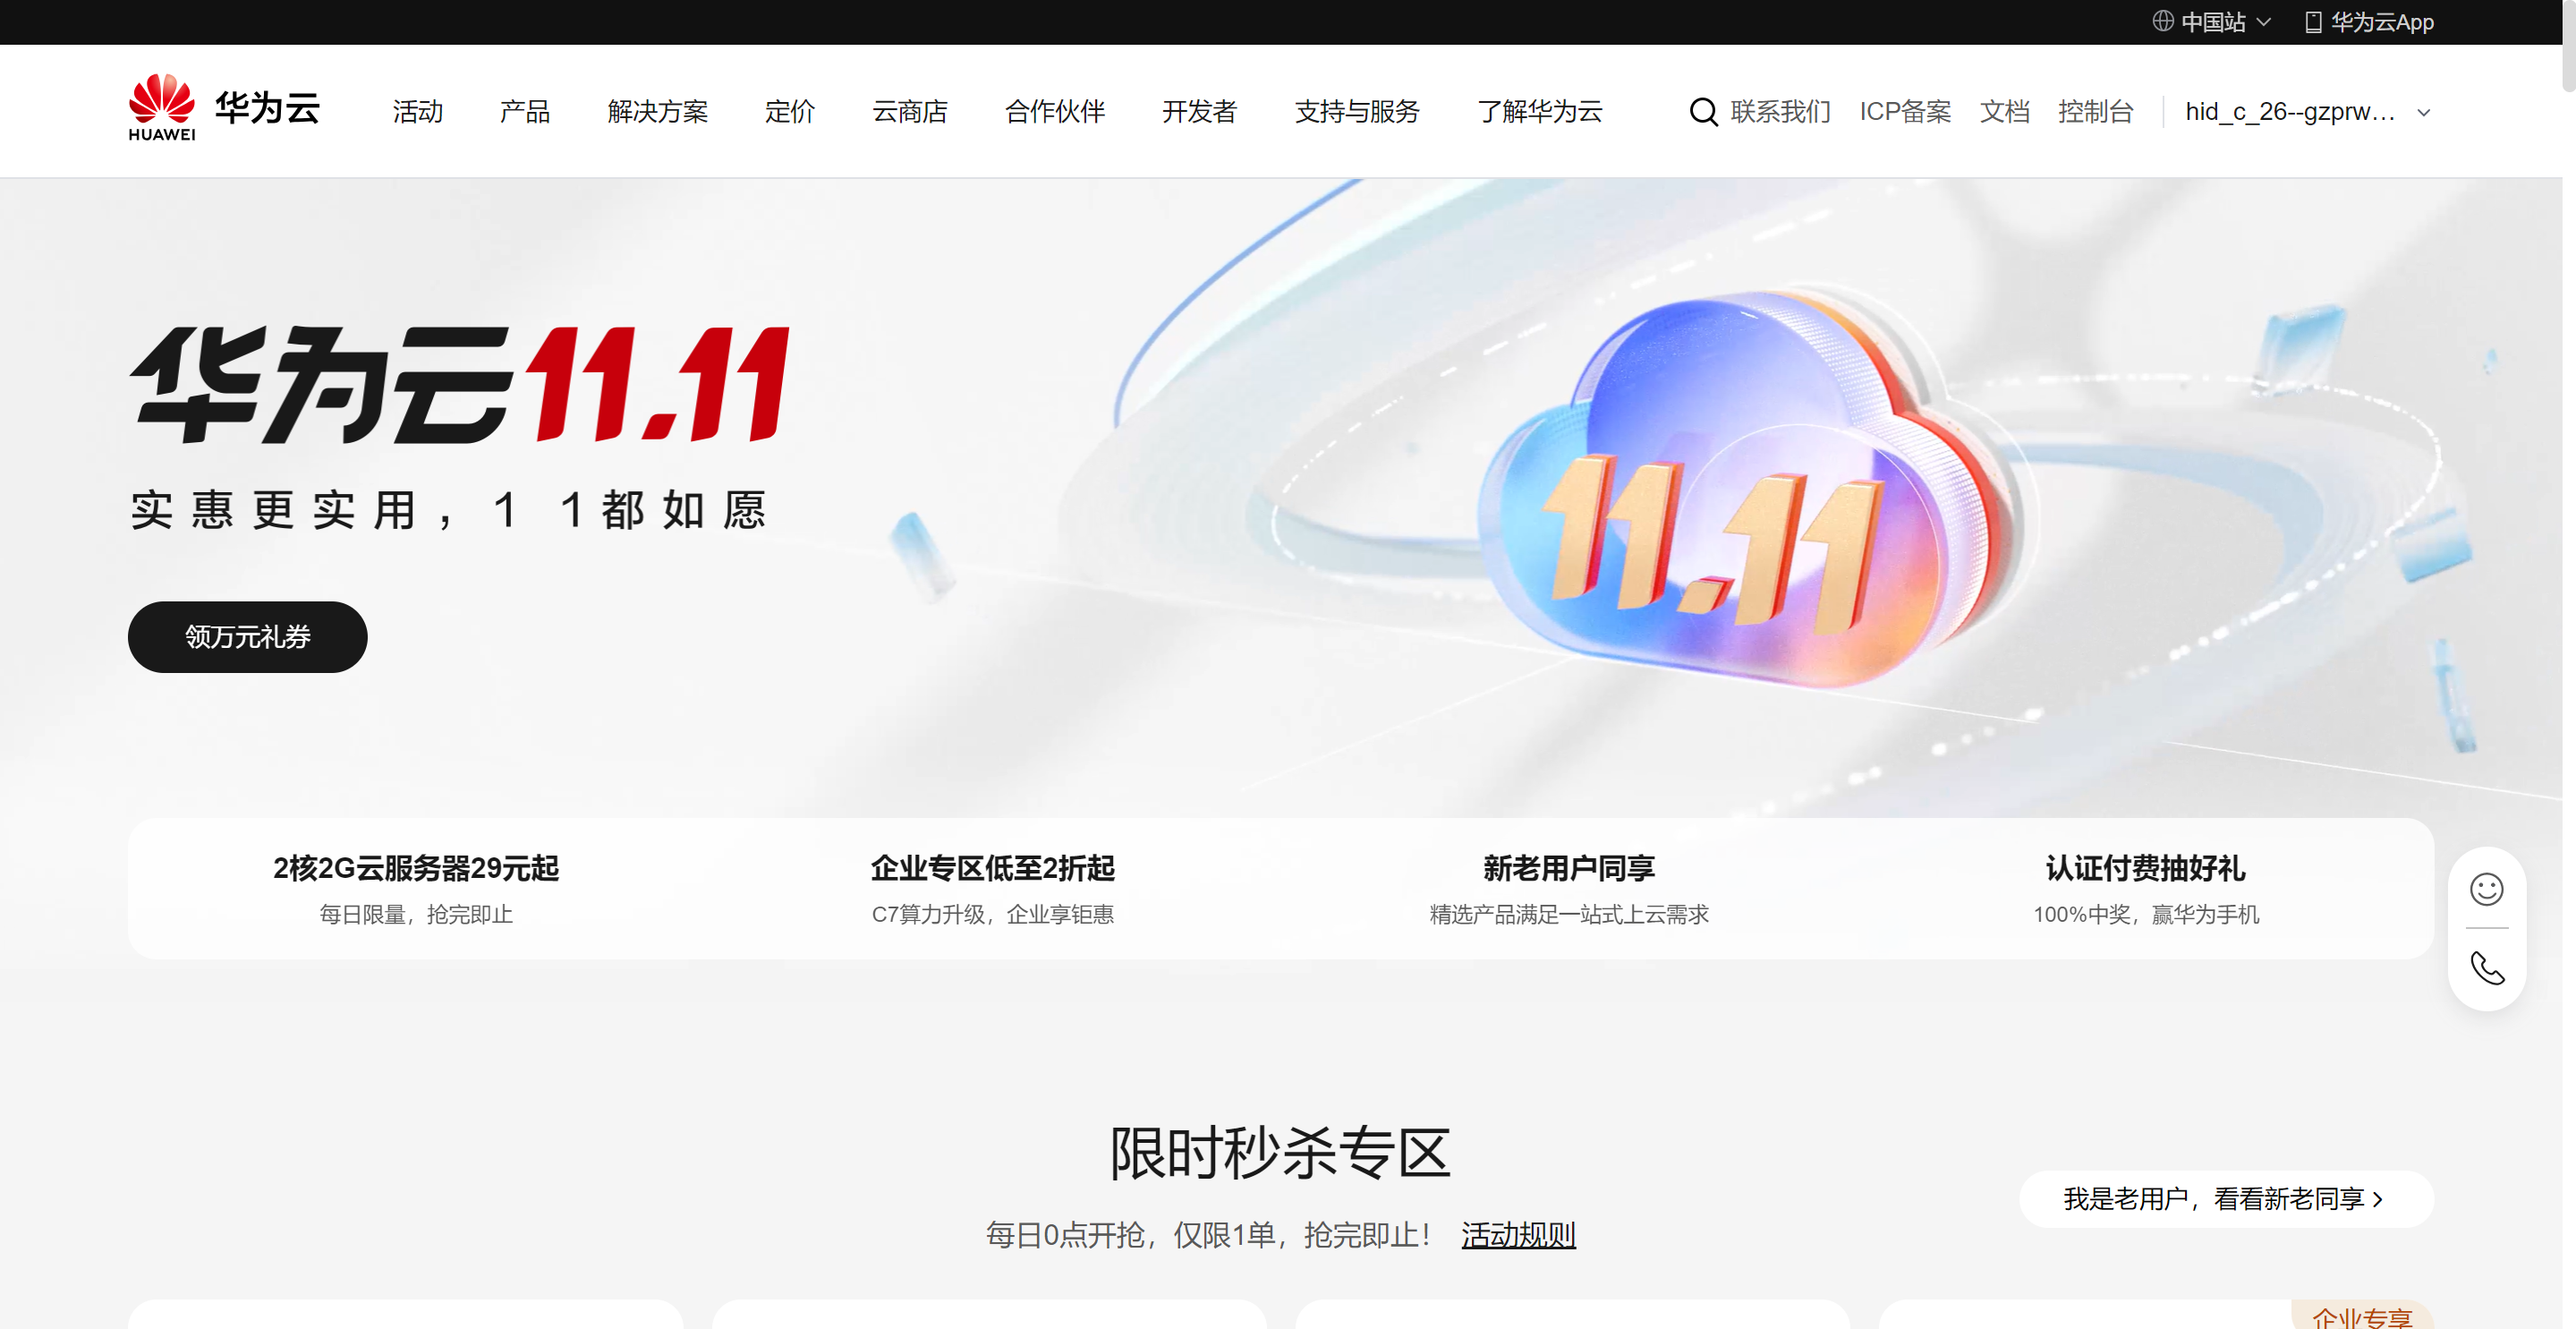 中国站
华为云App
HUAWEI
华为云
活动
产品
解决方案
定价
云商店
合作伙伴
开发者
支持与服务
了解华为云
联系我们
ICP备案
文档
控制台
hid_c_26--gzprw...
华为云11.11
实惠更实用，11都如愿
领万元礼券
11.11
2核2G云服务器29元起
每日限量，抢完即止
企业专区低至2折起
C7算力升级，企业享钜惠
新老用户同享
精选产品满足一站式上云需求
认证付费抽好礼
100%中奖，赢华为手机
限时秒杀专区
我是老用户，看看新老同享
每日0点开抢，仅限1单，抢完即止！ 活动规则
企业专享